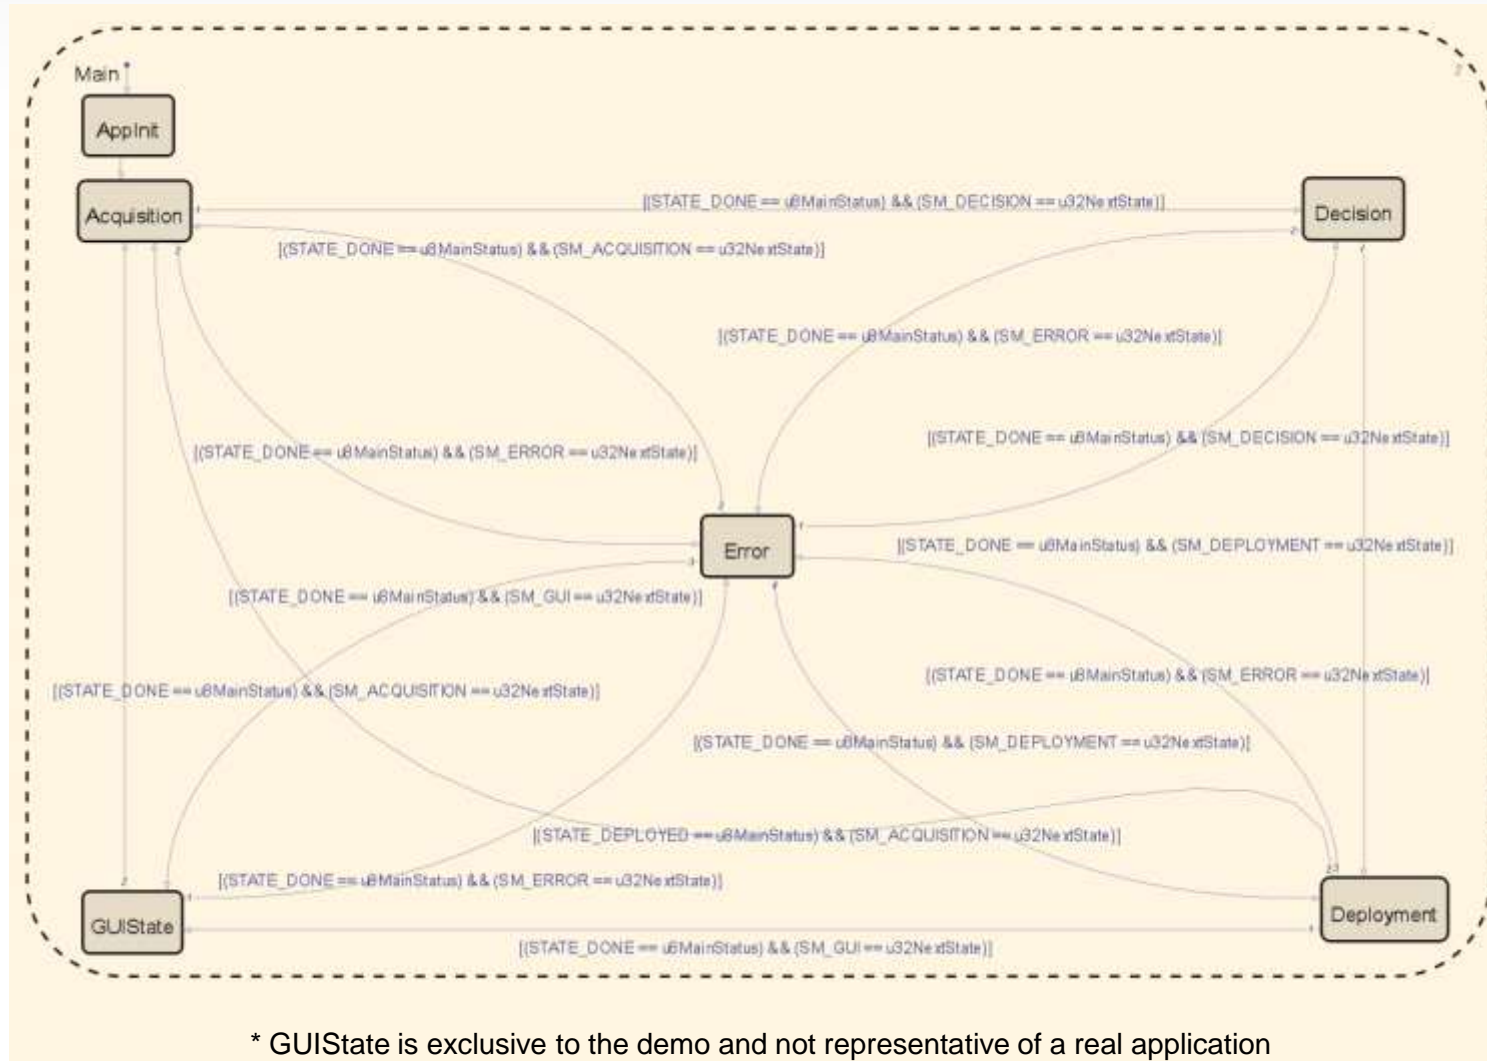 Main
AppInit
Acquisition
[(STATE_DONE == u8MainStatus) && (SM_DECISION == u32NextState)]
Decision
[(STATE_DONE == u8MainStatus) && (SM_ACQUISITION == u32NextState)]
[(STATE_DONE == u8MainStatus) && (SM_ERROR == u32NextState)]
[(STATE_DONE == u8MainStatus) && (SM_DECISION == u32NextState)]
[(STATE_DONE == u8MainStatus) && (SM_ERROR == u32NextState)]
Error
[(STATE_DONE == u8MainStatus) && (SM_DEPLOYMENT == u32NextState)]
[(STATE_DONE == u8MainStatus) && (SM_GUI == u32NextState)]
[(STATE_DONE == u8MainStatus) && (SM_ERROR == u32NextState)]
[(STATE_DONE == u8MainStatus) && (SM_ACQUISITION == u32NextState)]
[(STATE_DONE == u8MainStatus) && (SM_DEPLOYMENT == u32NextState)]
[(STATE_DEPLOYED == u8MainStatus) && (SM_ACQUISITION == u32NextState)]
[(STATE_DONE == u8MainStatus) && (SM_ERROR == u32NextState)]
GUIState
Deployment
[(STATE_DONE == u8MainStatus) && (SM_GUI == u32NextState)]
* GUIState is exclusive to the demo and not representative of a real application